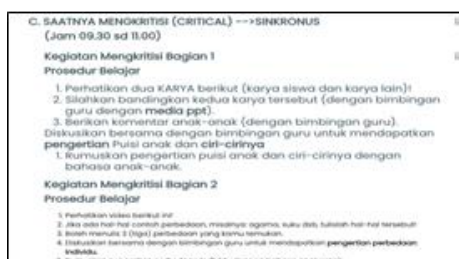 C. SAATNYA MENGKRITISI (CRITICAL) -->SINKRONUS
(Jam 09.30 sd 11.00)
Kegiatan Mengkritisi Bagian 1
Prosedur Belajar
1. Perhatikan dua KARYA berikut (karya siswa dan karya lain)!
2. Silahkan bandingkan kedua karya tersebut (dengan bimbingan
guru dengan media ppt).
3. Berikan komentar anak-anak (dengan bimbingan guru).
Diskusikan bersama dengan bimbingan guru untuk mendapatkan
pengertian Puisi anak dan ciri-cirinya
1. Rumuskan pengertian puisi anak dan ciri-cirinya dengan
bahasa anak-anak.
Kegiatan Mengkritisi Bagian 2
Prosedur Belajar
1. Perhatikan video berikut ini!
2. Jika ada hal-hal contoh perbedaan, misalnya: agama, suku dsb, tulislah hal-hal tersebut!
3. Boleh menulis 3 (tiga) perbedaan yang kamu temukan.
4. Diskusikan bersama dengan bimbingan guru untuk mendapatkan pengertian perbedaan
individu.